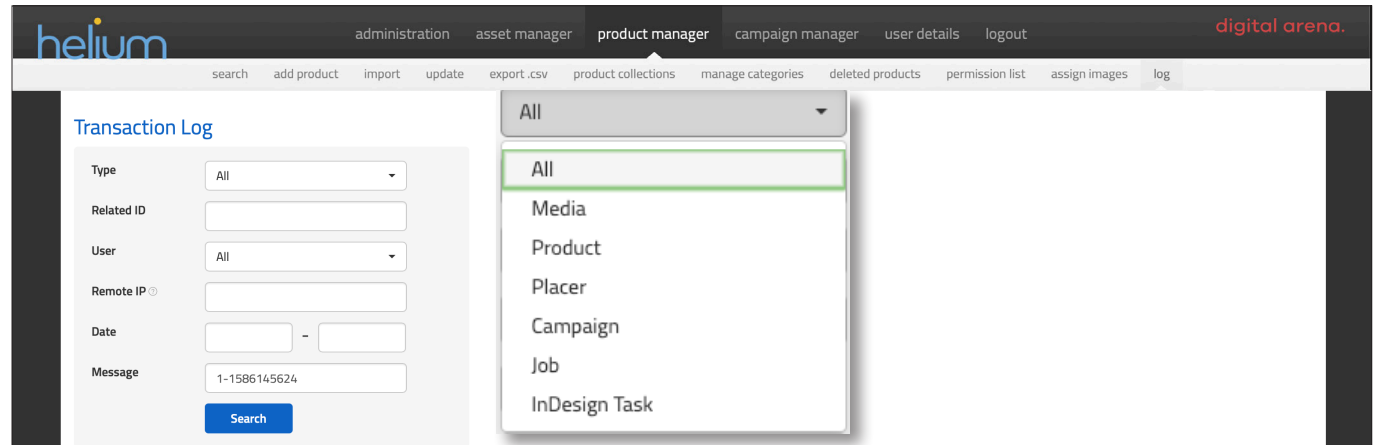 helium
administration asset manager product manager campaign manager user details logout
digital arena.
search add product import update export .csv product collections manage categories deleted products permission list assign images log
Transaction Log
Type All
Related ID
User All
Remote IP
Date -
Message 1-1586145624
Search
All
All
Media
Product
Placer
Campaign
Job
InDesign Task